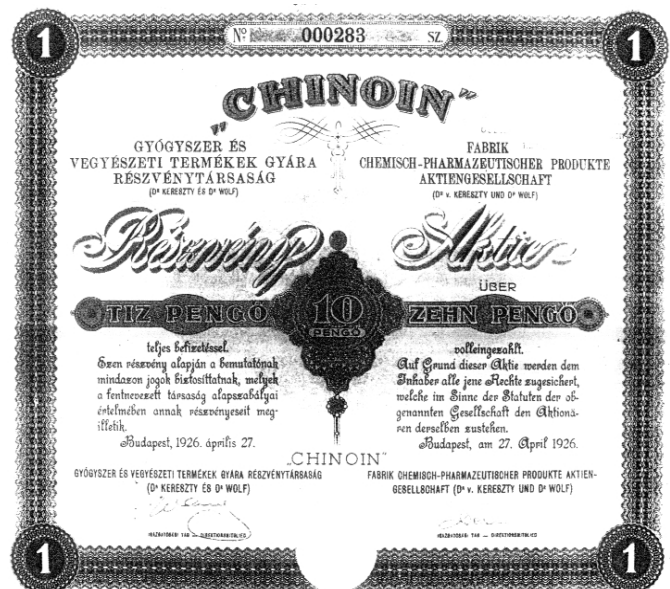 1
Nº 000283 SZ.
1
„CHINOIN”
GYÓGYSZER ÉS
VEGYÉSZETI TERMÉKEK GYÁRA
RÉSZVÉNYTÁRSASÁG
(Dᴿ KERESZTY ÉS Dᴿ WOLF)
FABRIK
CHEMISCH-PHARMAZEUTISCHER PRODUKTE
AKTIENGESELLSCHAFT
(Dᴿ v. KERESZTY UND Dᴿ WOLF)
Részvény
Aktie
ÜBER
TIZ PENGŐ
10
PENGŐ
ZEHN PENGŐ
teljes befizetéssel.
Ezen részvény alapján a bemutatónak
mindazon jogok biztosíttatnak, melyek
a fentnevezett társaság alapszabályai
értelmében annak részvényeseit meg-
illetik.
Budapest, 1926. április 27.
volleingezahlt.
Auf Grund dieser Aktie werden dem
Inhaber alle jene Rechte zugesichert,
welche im Sinne der Statuten der ob-
genannten Gesellschaft den Aktionä-
ren derselben zustehen.
Budapest, am 27. April 1926.
„CHINOIN”
GYÓGYSZER ÉS VEGYÉSZETI TERMÉKEK GYÁRA RÉSZVÉNYTÁRSASÁG
(Dᴿ KERESZTY ÉS Dᴿ WOLF)
FABRIK CHEMISCH-PHARMAZEUTISCHER PRODUKTE AKTIEN-
GESELLSCHAFT (Dᴿ v. KERESZTY UND Dᴿ WOLF)
IGAZGATÓSÁGI TAG — DIREKTIONSMITGLIED
IGAZGATÓSÁGI TAG — DIREKTIONSMITGLIED
1
1